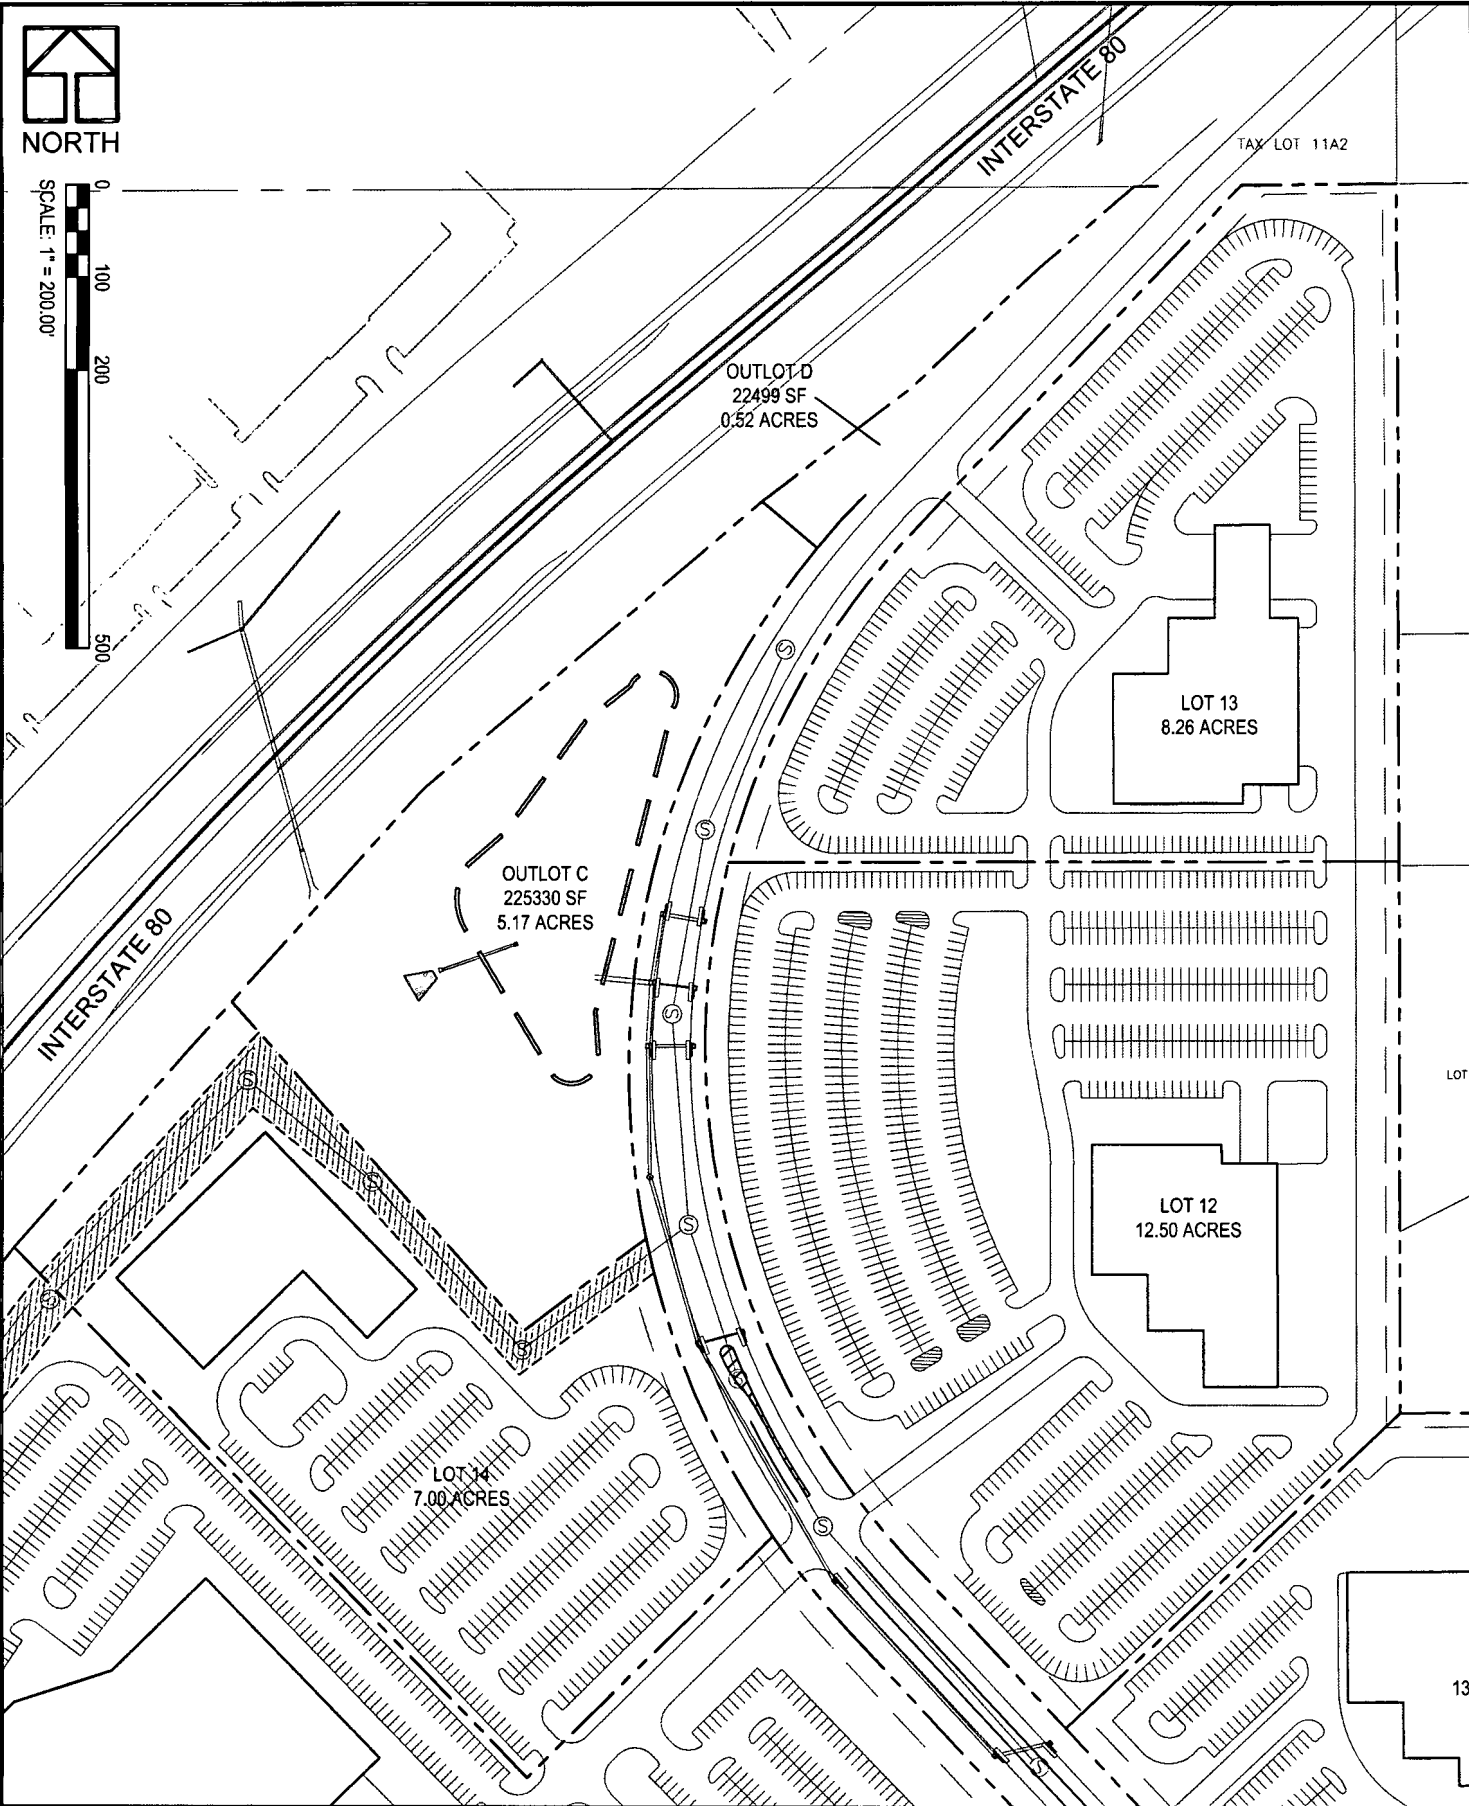 NORTH
SCALE: 1" = 200.00'
0
100
200
500
INTERSTATE 80
TAX LOT 11A2
OUTLOT D
22499 SF
0.52 ACRES
LOT 13
8.26 ACRES
OUTLOT C
225330 SF
5.17 ACRES
INTERSTATE 80
LOT
LOT 12
12.50 ACRES
LOT 14
7.00 ACRES
13
S
S
S
S
S
S
S
S
S
S
S